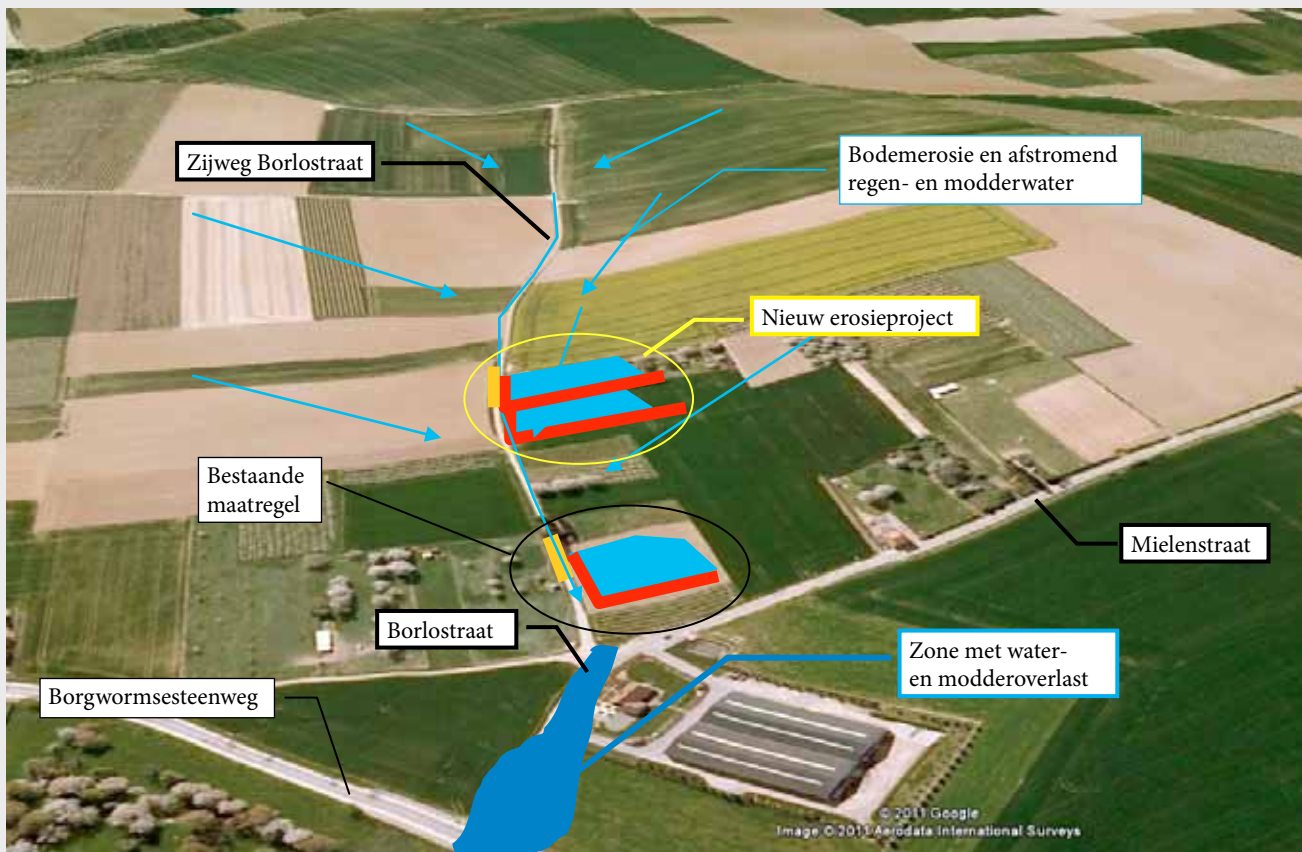 Zijweg Borlostraat
Bodemerosie en afstromend
regen- en modderwater
Nieuw erosieproject
Bestaande
maatregel
Mielenstraat
Borlostraat
Zone met water-
en modderoverlast
Borgwormsesteenweg
© 2011 Google
Image © 2011 Aerodata International Surveys